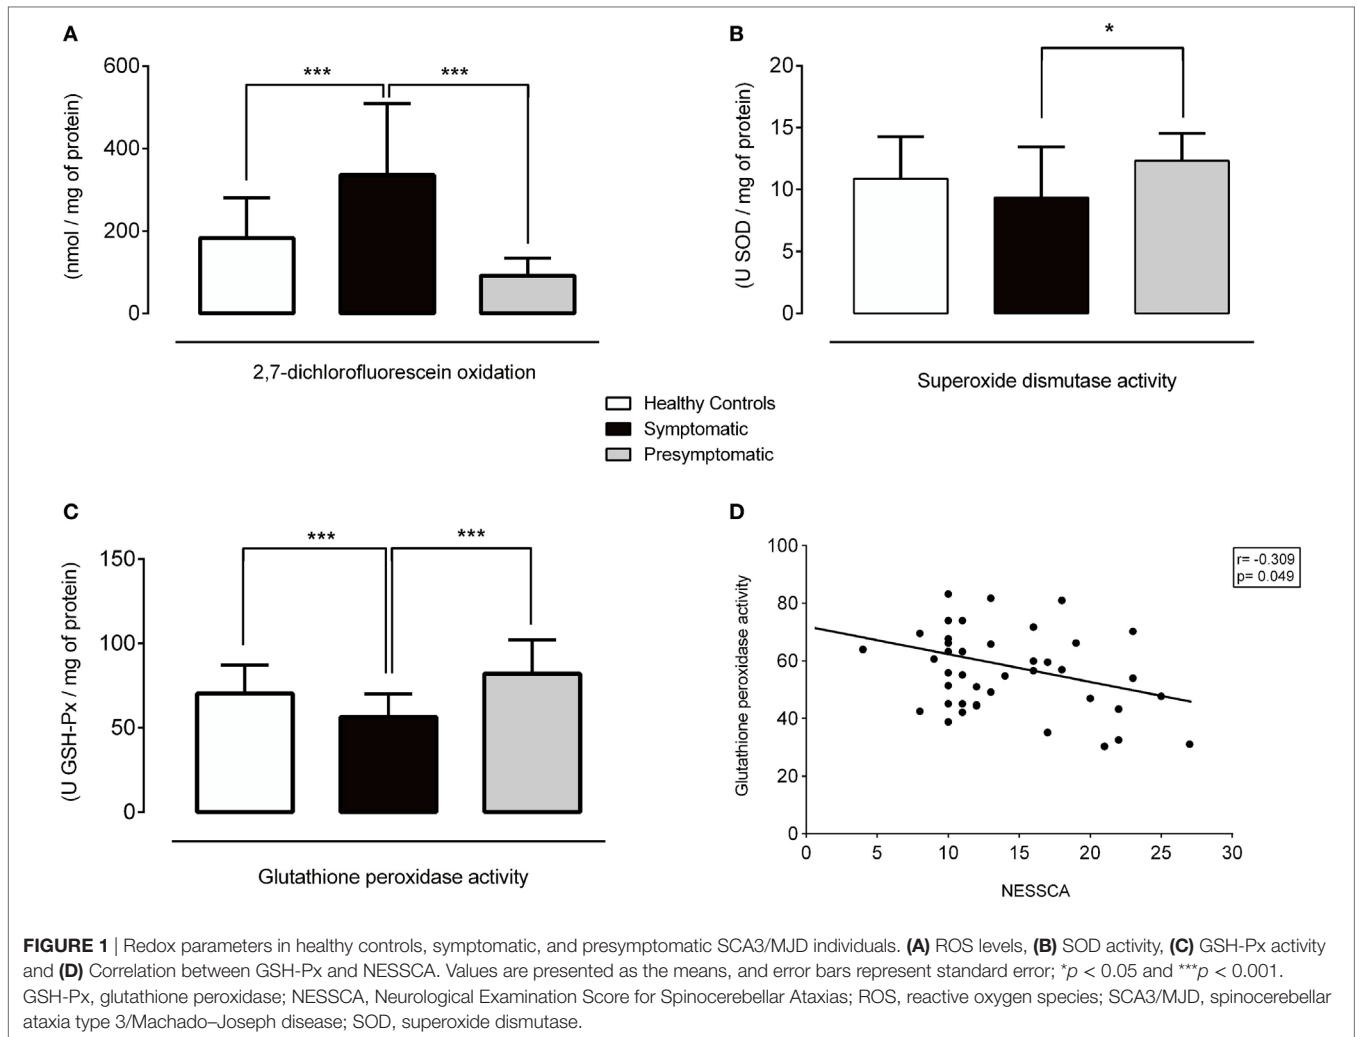 A
600
400
200
0
(nmol / mg of protein)
***
***
2,7-dichlorofluorescein oxidation
B
20
15
10
5
0
(U SOD / mg of protein)
*
Superoxide dismutase activity
Healthy Controls
Symptomatic
Presymptomatic
C
150
100
50
0
(U GSH-Px / mg of protein)
***
***
Glutathione peroxidase activity
D
100
80
60
40
20
0
Glutathione peroxidase activity
r= -0.309
p= 0.049
0 5 10 15 20 25 30
NESSCA
FIGURE 1 | Redox parameters in healthy controls, symptomatic, and presymptomatic SCA3/MJD individuals. (A) ROS levels, (B) SOD activity, (C) GSH-Px activity
and (D) Correlation between GSH-Px and NESSCA. Values are presented as the means, and error bars represent standard error; *p < 0.05 and ***p < 0.001.
GSH-Px, glutathione peroxidase; NESSCA, Neurological Examination Score for Spinocerebellar Ataxias; ROS, reactive oxygen species; SCA3/MJD, spinocerebellar
ataxia type 3/Machado–Joseph disease; SOD, superoxide dismutase.